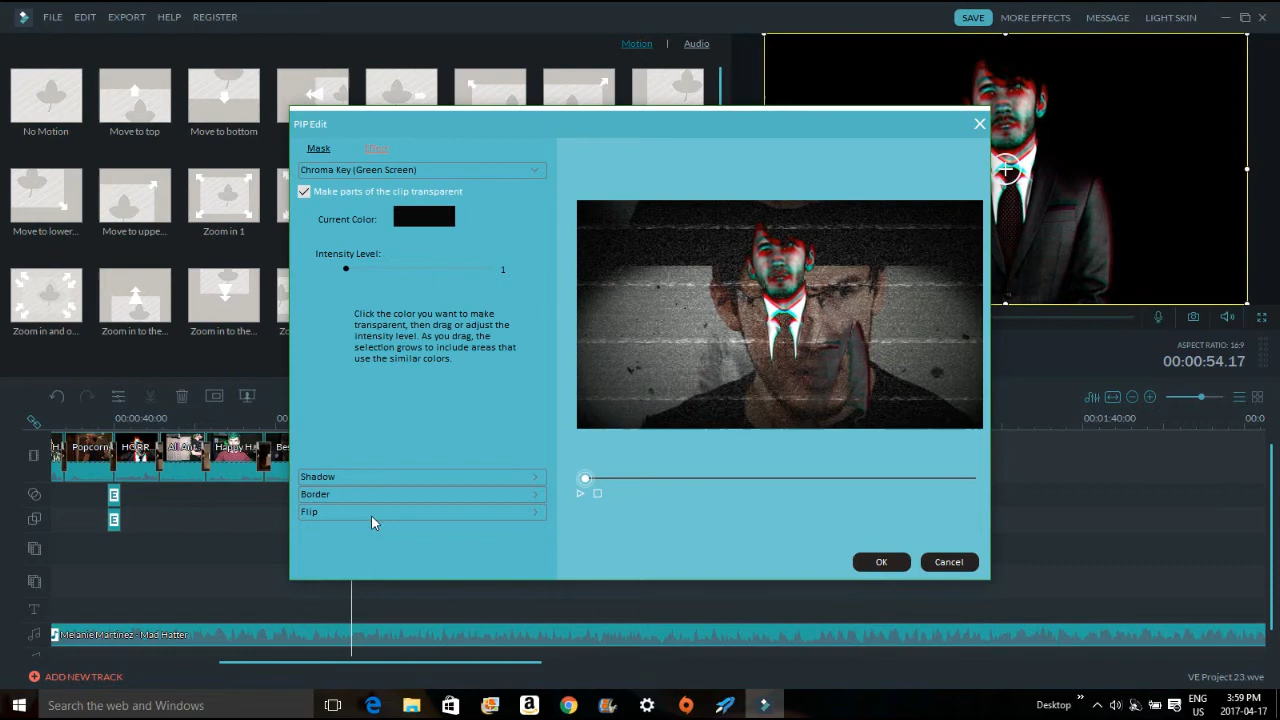 FILE EDIT EXPORT HELP REGISTER
SAVE MORE EFFECTS MESSAGE LIGHT SKIN
Motion | Audio
No Motion Move to top Move to bottom
PIP Edit
Mask Effect
Chroma Key (Green Screen)
Make parts of the clip transparent
Current Color:
Intensity Level:
1
Click the color you want to make
transparent, then drag or adjust the
intensity level. As you drag, the
selection grows to include areas that
use the similar colors.
Move to lower... Move to uppe... Zoom in 1
Zoom in and o... Zoom in to the... Zoom in to the...
Shadow
Border
Flip
OK Cancel
ASPECT RATIO: 16:9
00:00:54.17
00:00:40:00
00:01:40:00
Popcorn HORR... All Ant... Happy H...
E
E
T
Melanie Martinez - Mad Hatter
ADD NEW TRACK
VE Project 23.wve
Search the web and Windows
Desktop
ENG
US
3:59 PM
2017-04-17